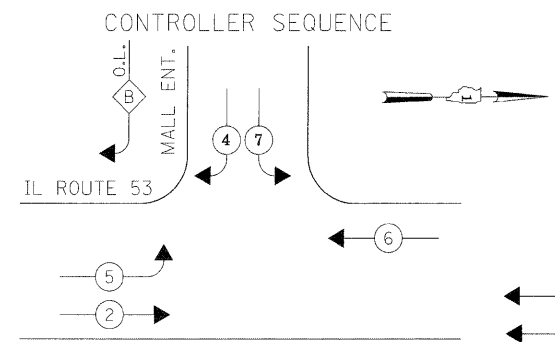 CONTROLLER SEQUENCE
O.L.
B
MALL ENT.
4
7
IL ROUTE 53
6
5
2